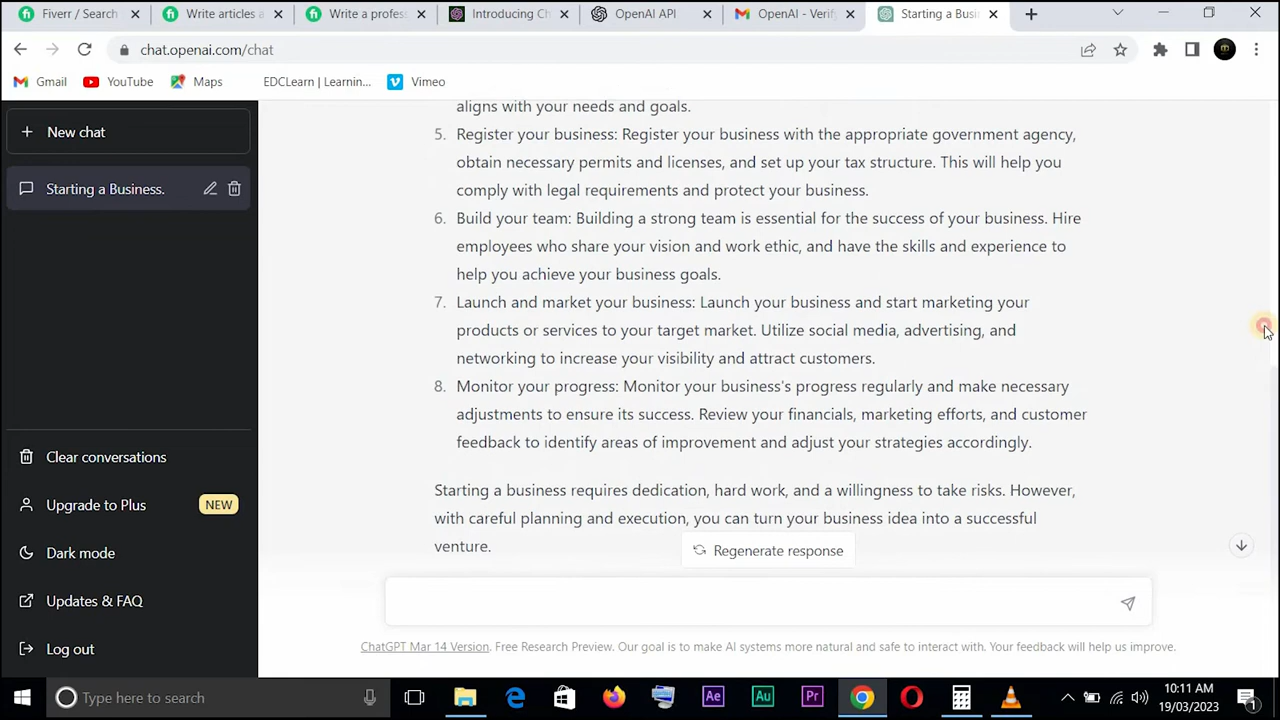 Fiverr / Search
Write articles a
Write a profes
Introducing Ch
OpenAI API
OpenAI - Verify
Starting a Busi
chat.openai.com/chat
Gmail
YouTube
Maps
EDCLearn | Learnin...
Vimeo
New chat
Starting a Business.
Clear conversations
Upgrade to Plus NEW
Dark mode
Updates & FAQ
Log out
aligns with your needs and goals.
5. Register your business: Register your business with the appropriate government agency,
obtain necessary permits and licenses, and set up your tax structure. This will help you
comply with legal requirements and protect your business.
6. Build your team: Building a strong team is essential for the success of your business. Hire
employees who share your vision and work ethic, and have the skills and experience to
help you achieve your business goals.
7. Launch and market your business: Launch your business and start marketing your
products or services to your target market. Utilize social media, advertising, and
networking to increase your visibility and attract customers.
8. Monitor your progress: Monitor your business's progress regularly and make necessary
adjustments to ensure its success. Review your financials, marketing efforts, and customer
feedback to identify areas of improvement and adjust your strategies accordingly.
Starting a business requires dedication, hard work, and a willingness to take risks. However,
with careful planning and execution, you can turn your business idea into a successful
venture.
Regenerate response
ChatGPT Mar 14 Version. Free Research Preview. Our goal is to make AI systems more natural and safe to interact with. Your feedback will help us improve.
Type here to search
Ae
Au
Pr
10:11 AM
19/03/2023
1